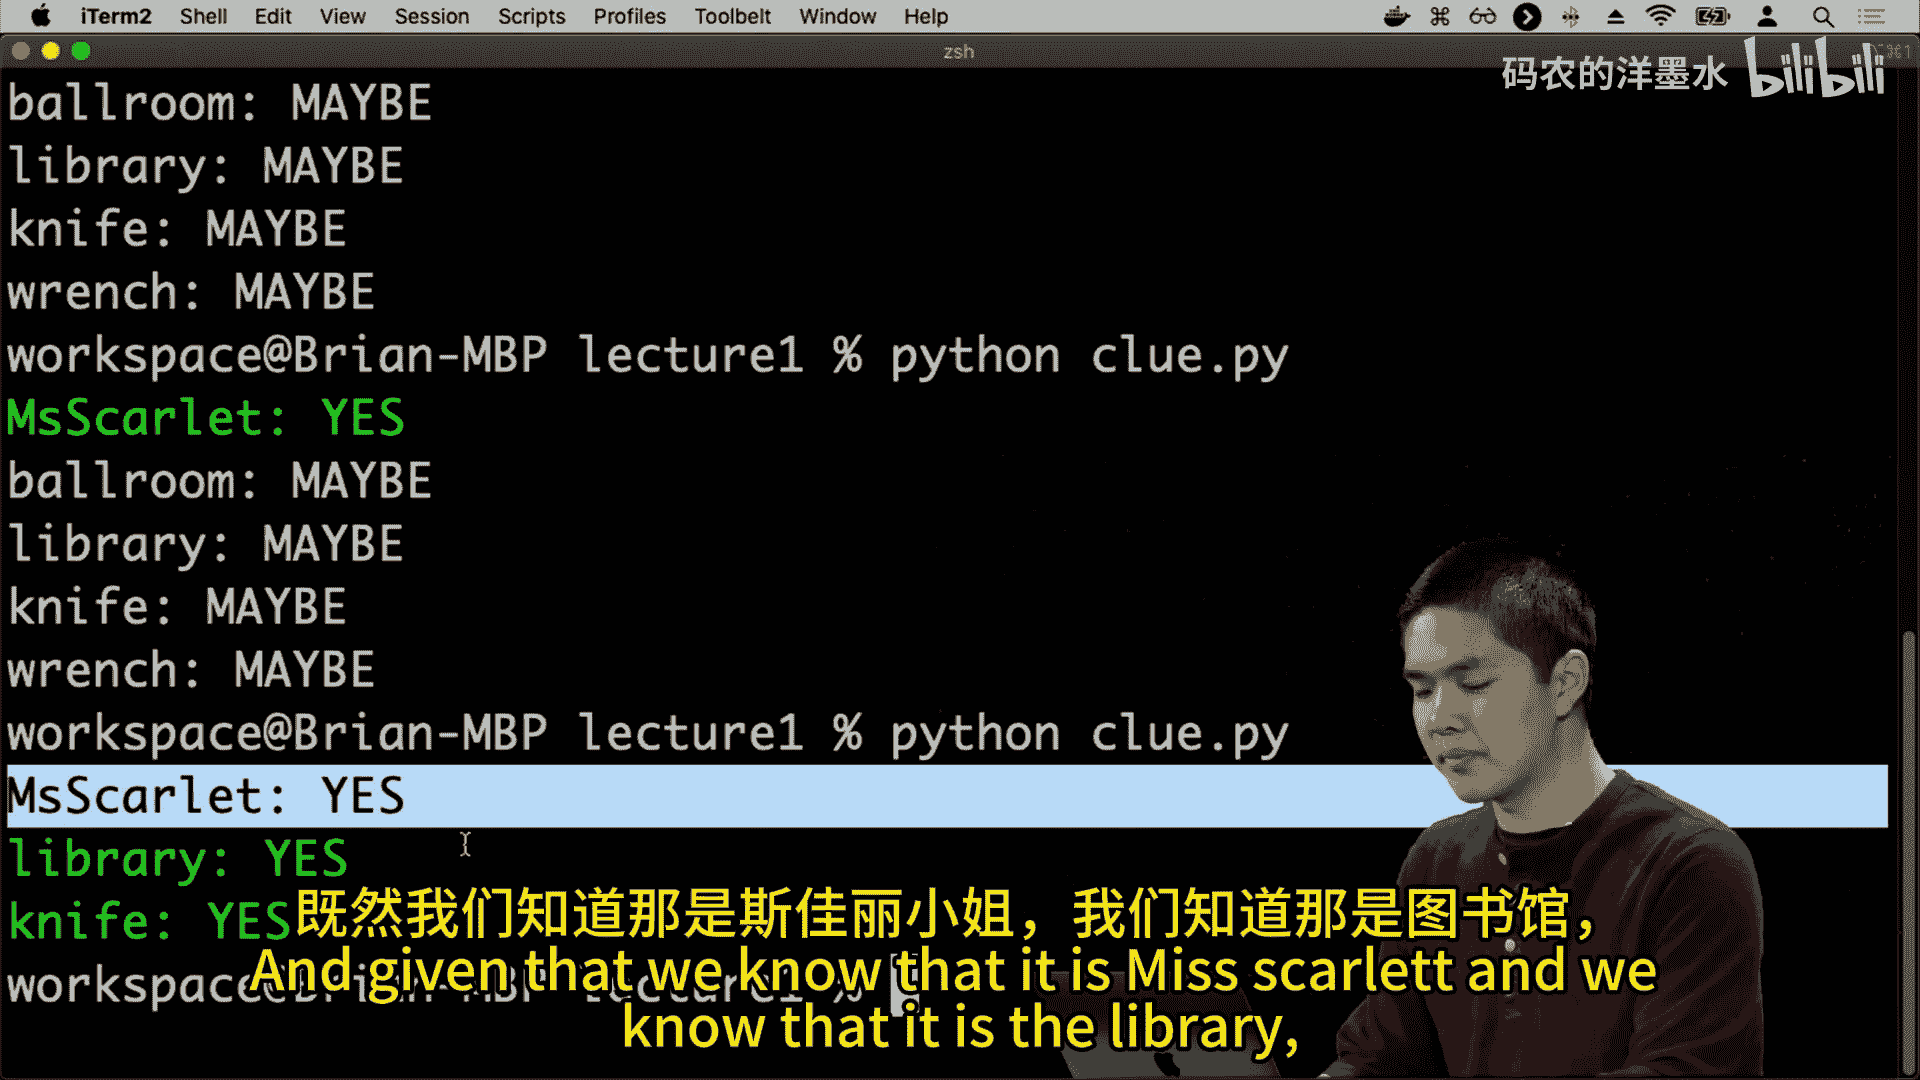 iTerm2 Shell Edit View Session Scripts Profiles Toolbelt Window Help
zsh
⌘1
码农的洋墨水 bilibili
ballroom: MAYBE
library: MAYBE
knife: MAYBE
wrench: MAYBE
workspace@Brian-MBP lecture1 % python clue.py
MsScarlet: YES
ballroom: MAYBE
library: MAYBE
knife: MAYBE
wrench: MAYBE
workspace@Brian-MBP lecture1 % python clue.py
MsScarlet: YES
library: YES
knife: YES
workspace@Brian-MBP lecture1 %
既然我们知道那是斯佳丽小姐，我们知道那是图书馆，
And given that we know that it is Miss scarlett and we
know that it is the library,